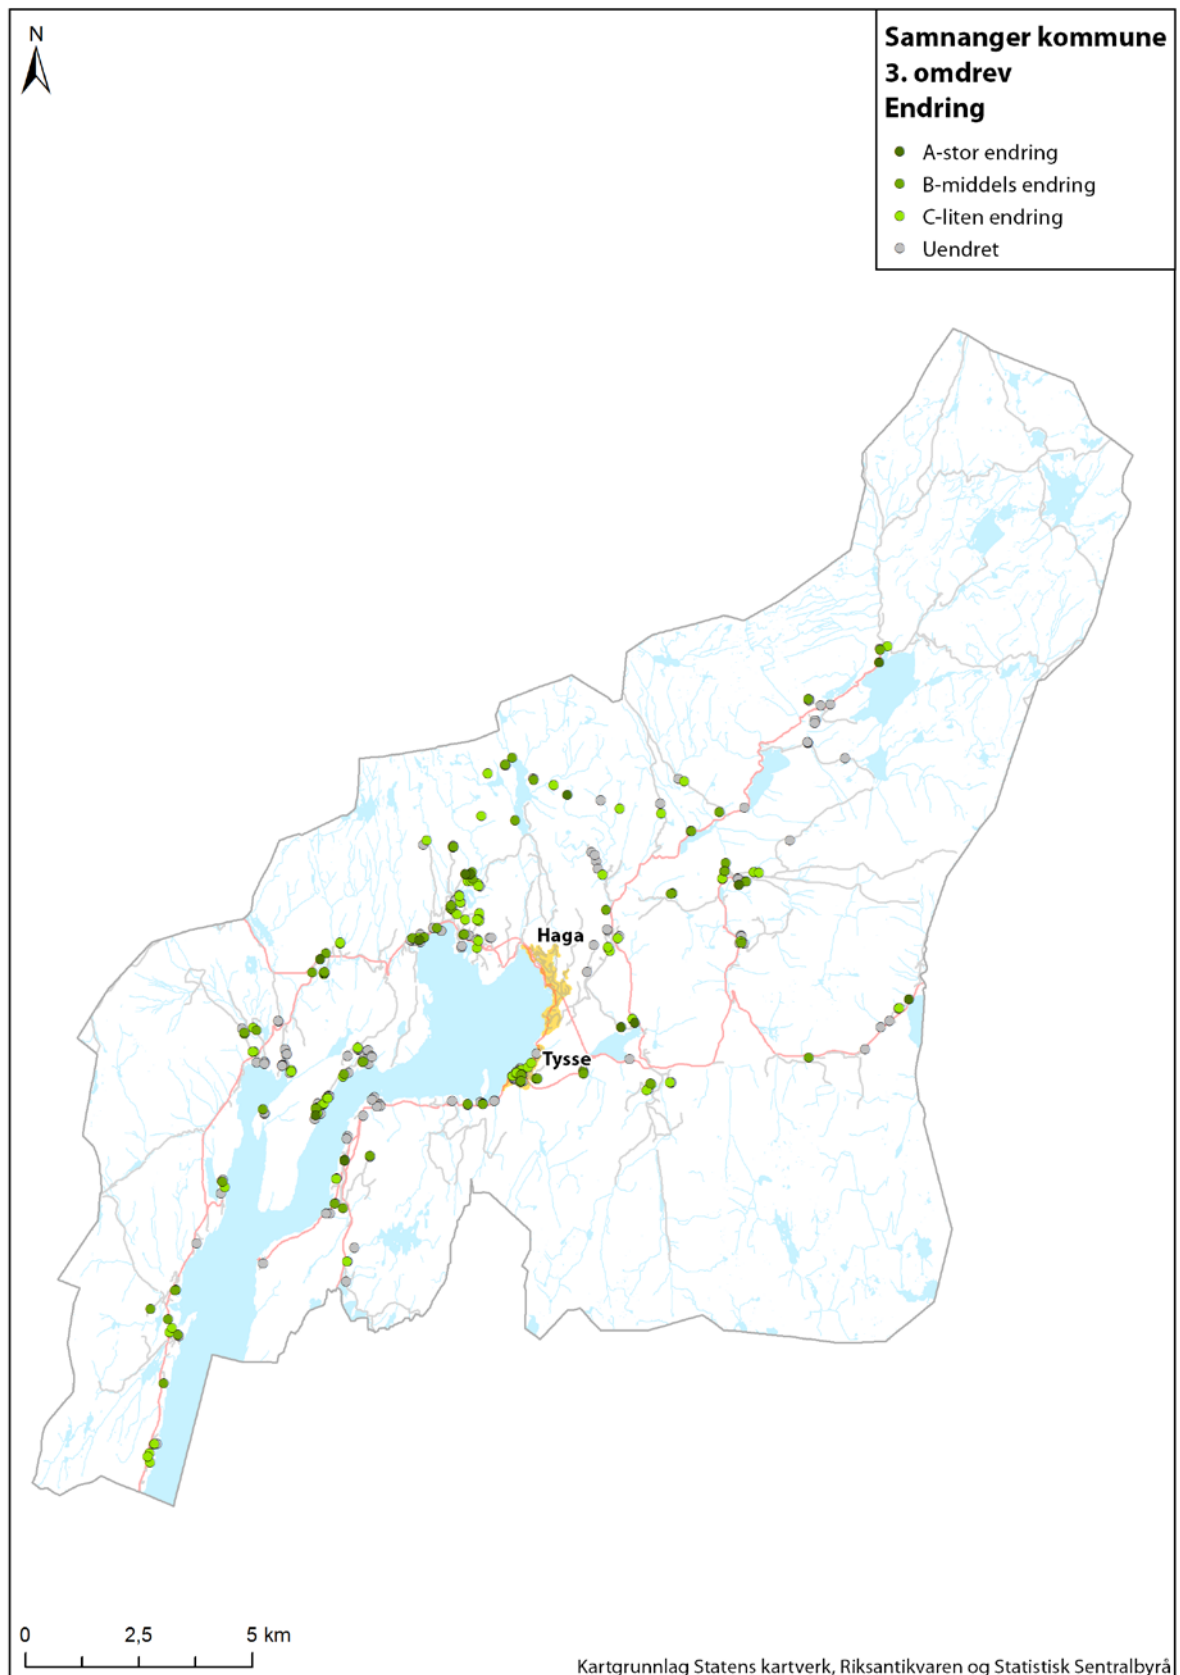 N
Samnanger kommune
3. omdrev
Endring
A-stor endring
B-middels endring
C-liten endring
Uendret
Haga
Tysse
0 2,5 5 km
Kartgrunnlag Statens kartverk, Riksantikvaren og Statistisk Sentralbyrå